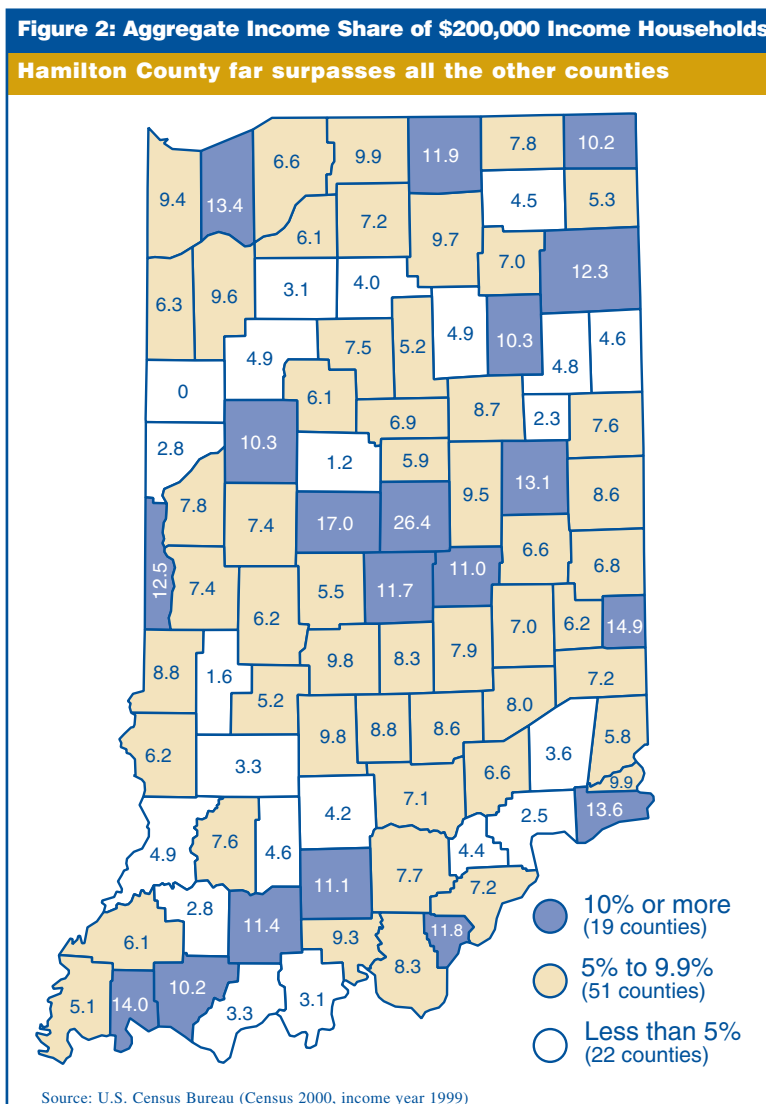 Figure 2: Aggregate Income Share of $200,000 Income Households
Hamilton County far surpasses all the other counties
6.6 9.9 11.9 7.8 10.2
9.4 13.4 4.5 5.3
6.1 7.2 9.7 7.0
12.3
6.3 9.6 3.1 4.0
4.9 7.5 5.2 4.9 10.3 4.8 4.6
0 6.1
6.9 8.7 2.3 7.6
2.8 10.3 1.2 5.9
7.8 7.4 17.0 26.4 9.5 13.1 8.6
12.5 7.4 6.2 5.5 11.7 11.0 6.6 6.8
8.8 1.6 9.8 8.3 7.9 7.0 6.2 14.9
5.2 7.2
6.2 3.3 9.8 8.8 8.6 8.0 3.6 5.8
6.6 9.9
4.9 7.6 4.6 4.2 7.1 2.5 13.6
4.4
2.8 11.1 7.7 7.2
6.1 11.4 9.3 11.8
8.3
5.1 14.0 10.2 3.3 3.1
10% or more
(19 counties)
5% to 9.9%
(51 counties)
Less than 5%
(22 counties)
Source: U.S. Census Bureau (Census 2000, income year 1999)